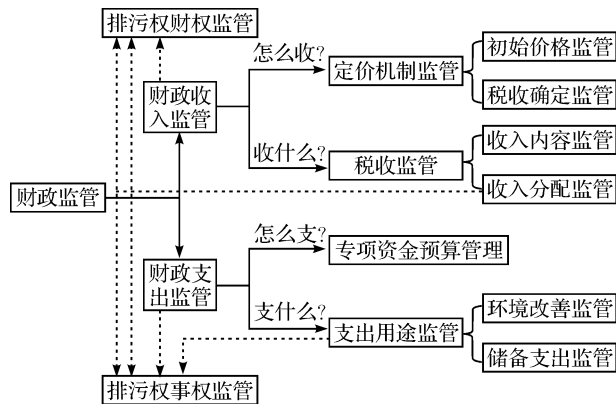 排污权财权监管
怎么收?
初始价格监管
定价机制监管
财政收
入监管
税收确定监管
收什么?
收入内容监管
税收监管
财政监管
收入分配监管
怎么支?
专项资金预算管理
财政支
出监管
支什么?
环境改善监管
支出用途监管
储备支出监管
排污权事权监管